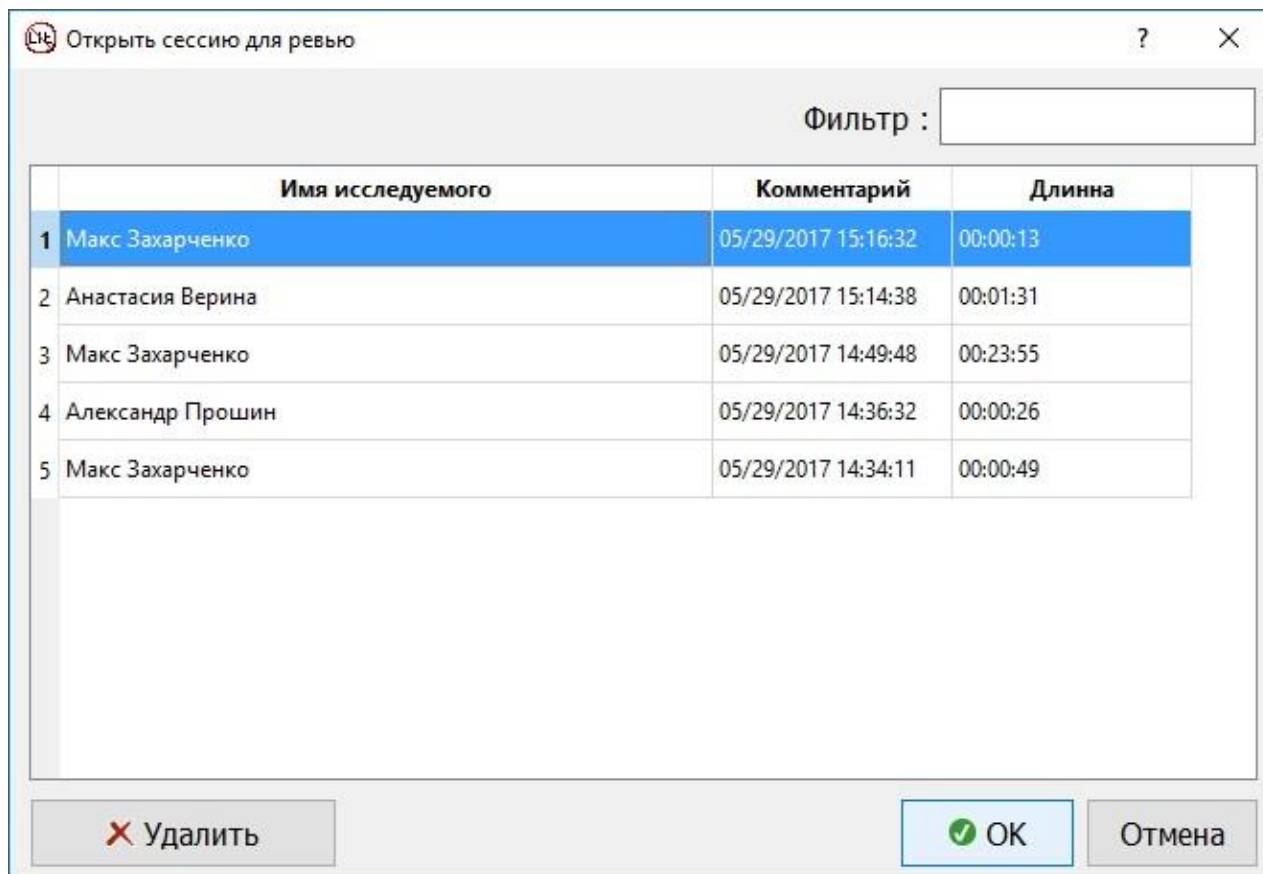 Открыть сессию для ревью ?
Фильтр :
Имя исследуемого Комментарий Длинна
1 Макс Захарченко 05/29/2017 15:16:32 00:00:13
2 Анастасия Верина 05/29/2017 15:14:38 00:01:31
3 Макс Захарченко 05/29/2017 14:49:48 00:23:55
4 Александр Прошин 05/29/2017 14:36:32 00:00:26
5 Макс Захарченко 05/29/2017 14:34:11 00:00:49
Удалить OK Отмена